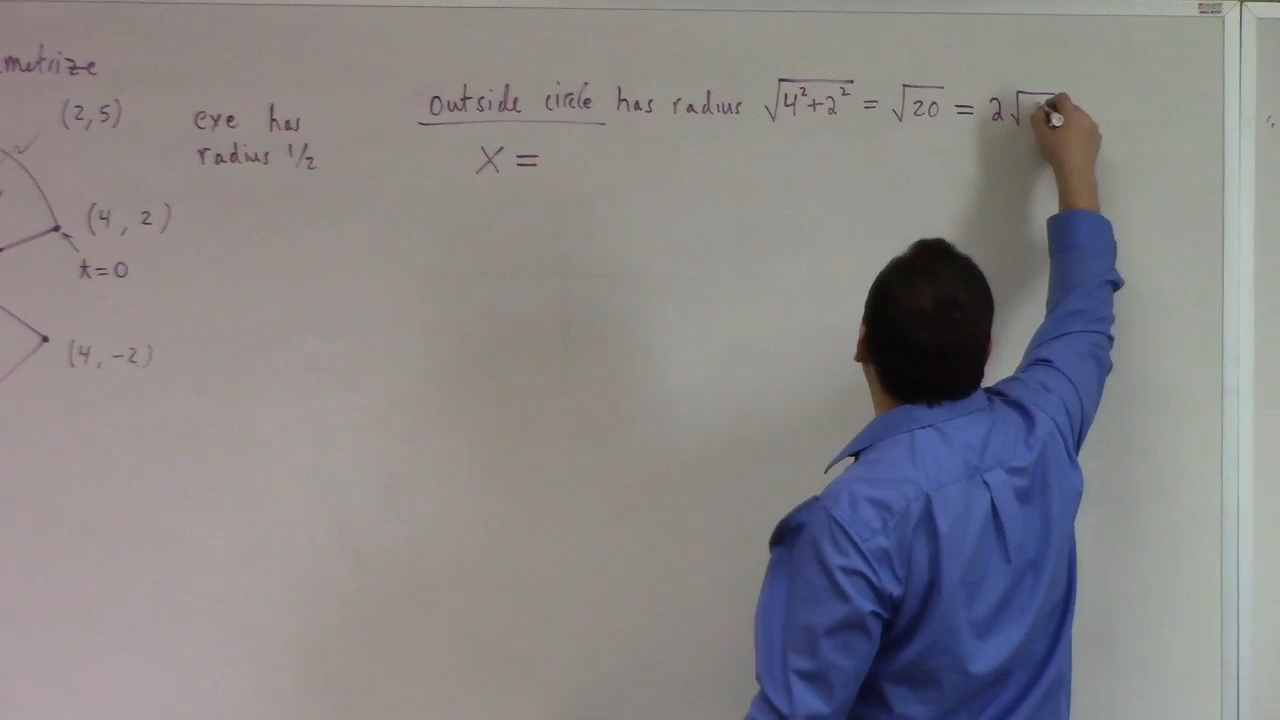 metrize
(2,5)
eye has
radius 1/2
(4, 2)
t=0
(4,-2)
outside circle has radius √(4²+2²) = √20 = 2√
X =